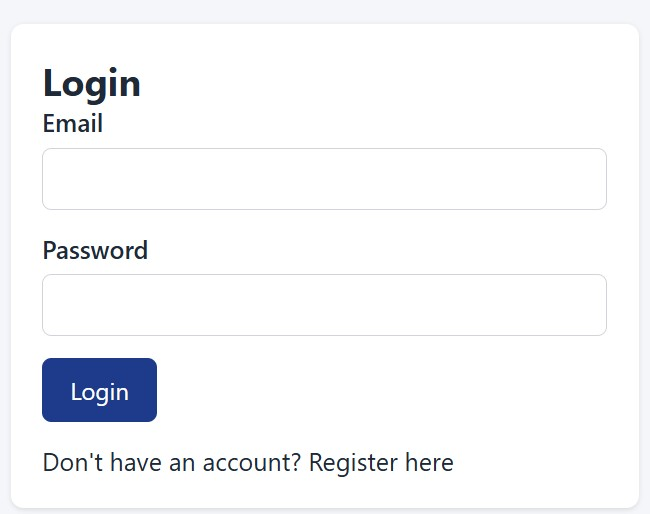 Login
Email
Password
Login
Don't have an account? Register here